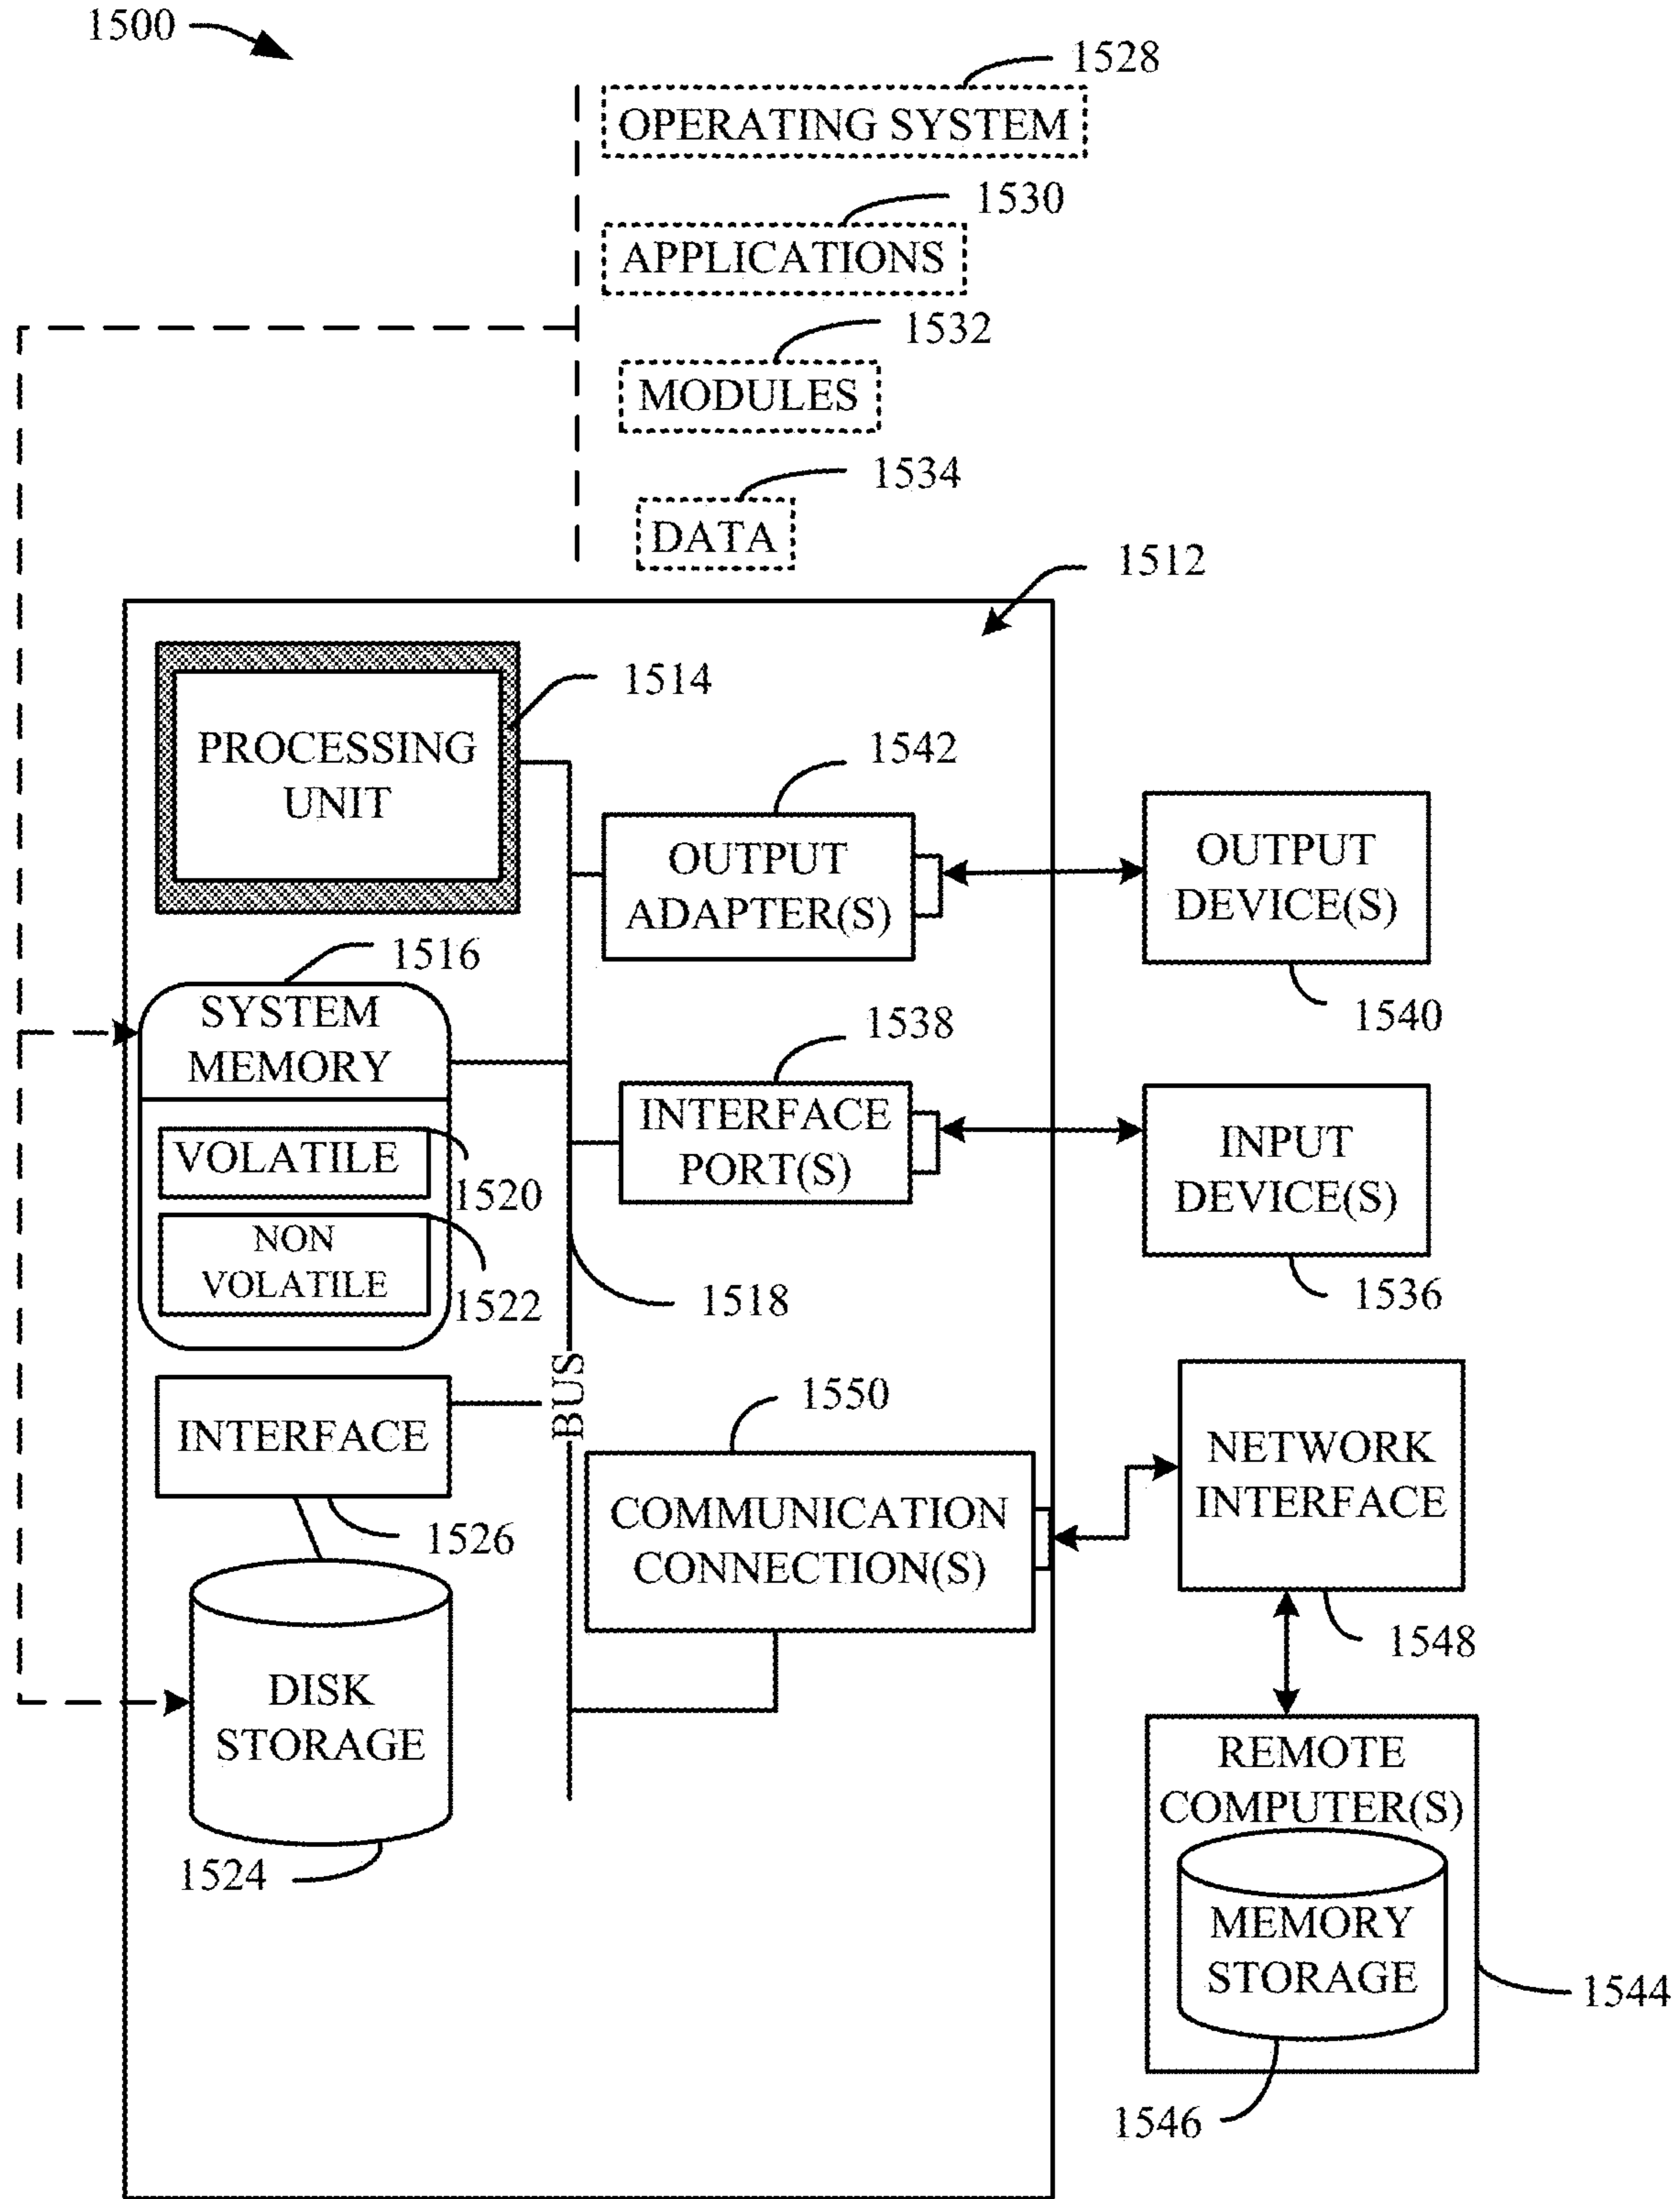 1500
1528
OPERATING SYSTEM
1530
APPLICATIONS
1532
MODULES
1534
DATA
1512
1514
PROCESSING
UNIT
1542
OUTPUT
ADAPTER(S)
OUTPUT
DEVICE(S)
1540
1516
SYSTEM
MEMORY
VOLATILE
1520
NON
VOLATILE
1522
1538
INTERFACE
PORT(S)
INPUT
DEVICE(S)
1536
1518
BUS
INTERFACE
1526
1550
COMMUNICATION
CONNECTION(S)
NETWORK
INTERFACE
1548
DISK
STORAGE
1524
REMOTE
COMPUTER(S)
MEMORY
STORAGE
1544
1546